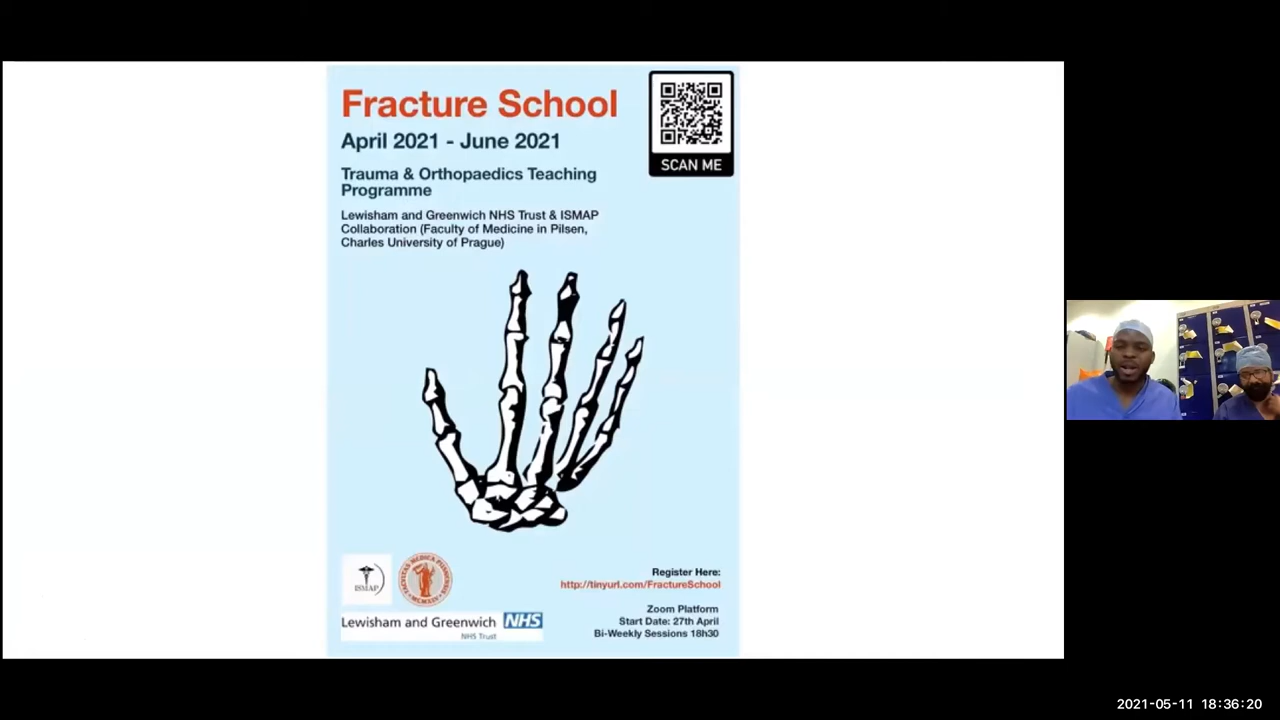 Fracture School
April 2021 - June 2021
Trauma & Orthopaedics Teaching
Programme
Lewisham and Greenwich NHS Trust & ISMAP
Collaboration (Faculty of Medicine in Pilsen,
Charles University of Prague)
SCAN ME
ISMAP
Lewisham and Greenwich NHS
NHS Trust
Register Here:
http://tinyurl.com/FractureSchool
Zoom Platform
Start Date: 27th April
Bi-Weekly Sessions 18h30
2021-05-11 18:36:20